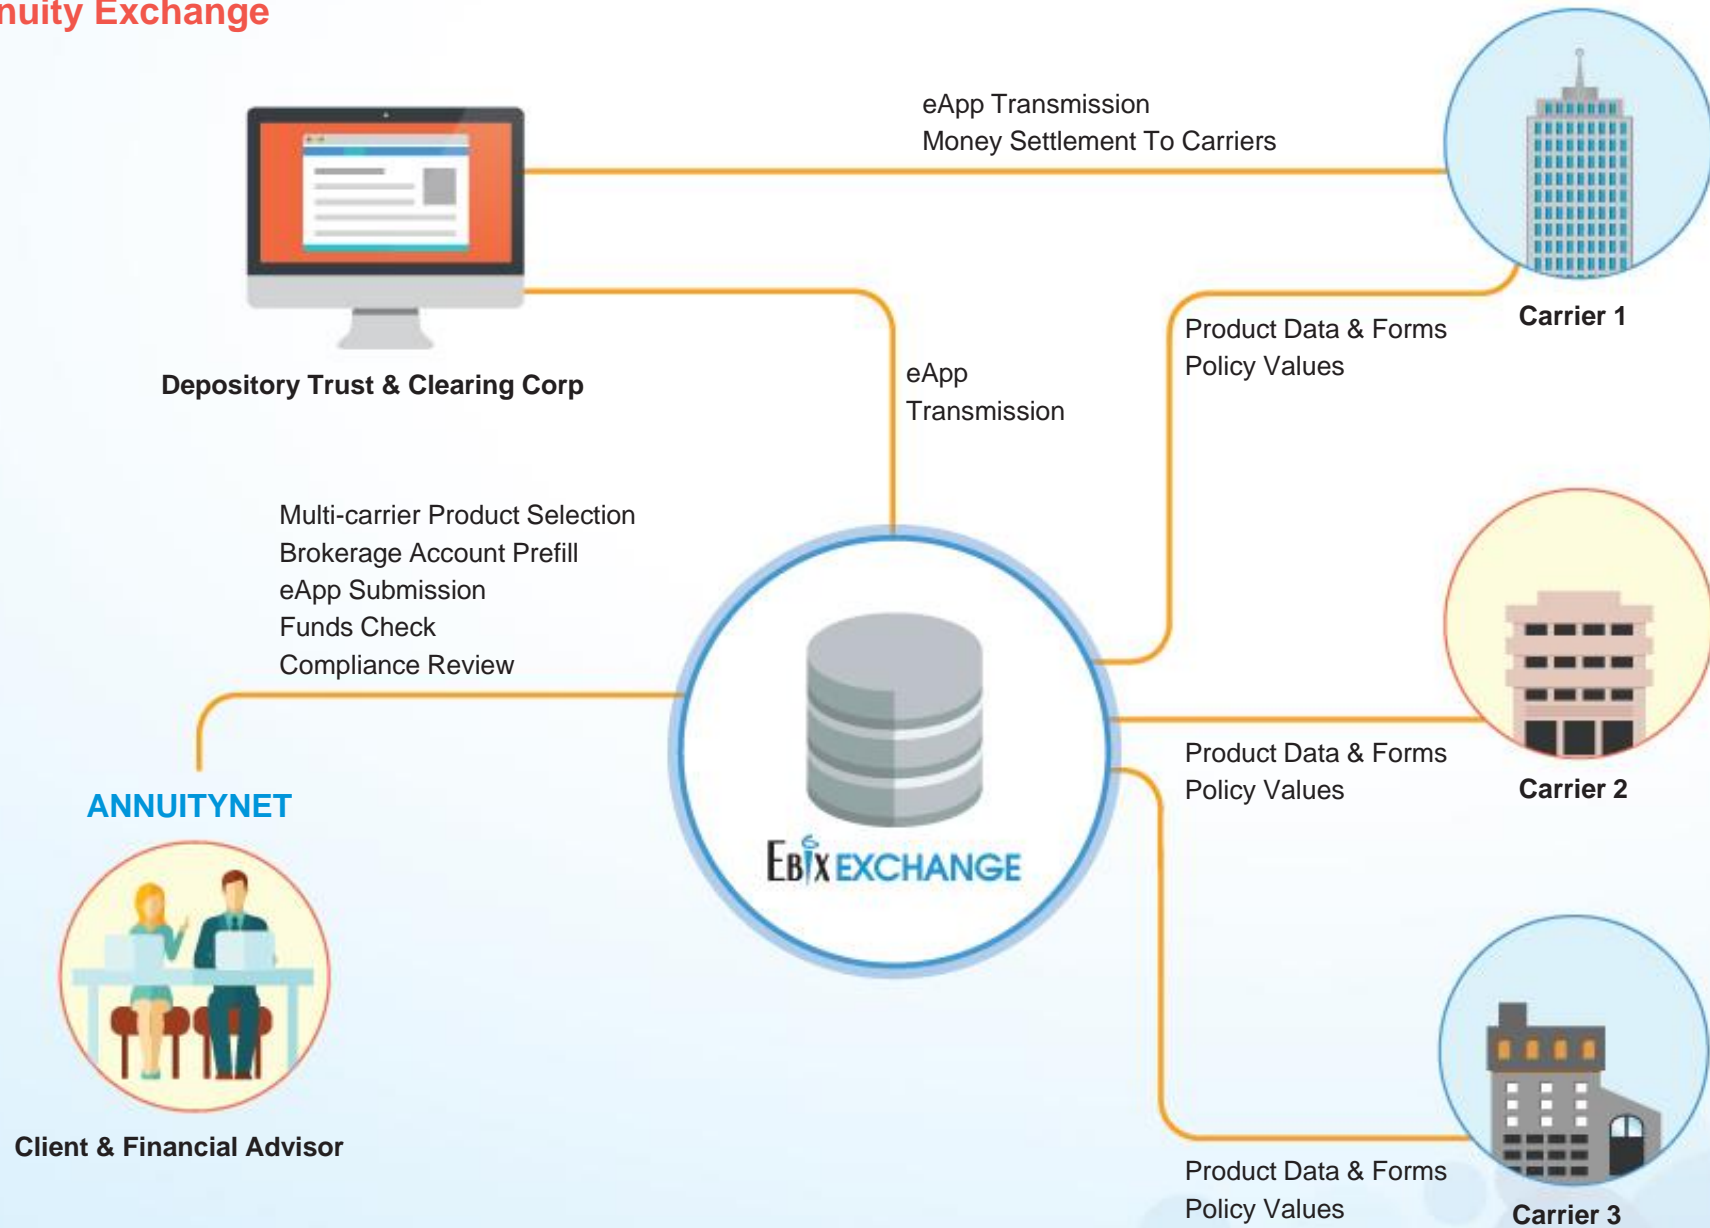 nuity Exchange
eApp Transmission
Money Settlement To Carriers
Depository Trust & Clearing Corp
eApp
Transmission
Product Data & Forms
Policy Values
Carrier 1
Multi-carrier Product Selection
Brokerage Account Prefill
eApp Submission
Funds Check
Compliance Review
ANNUITYNET
Client & Financial Advisor
EBIX EXCHANGE
Product Data & Forms
Policy Values
Carrier 2
Product Data & Forms
Policy Values
Carrier 3